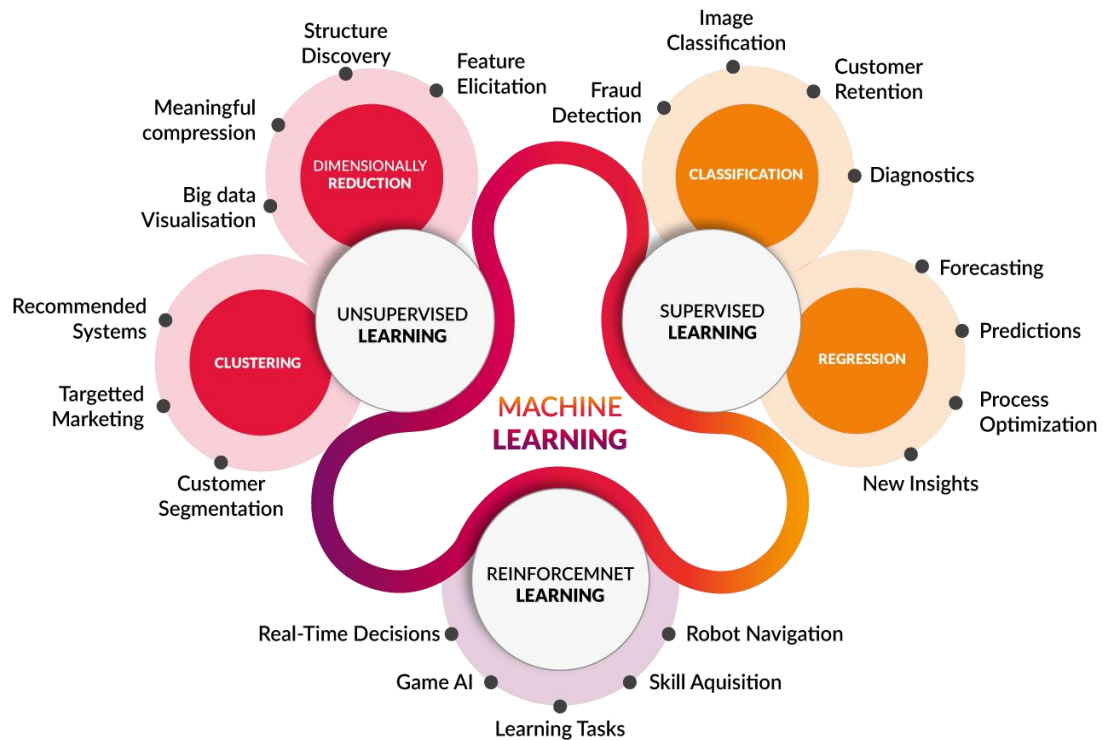 Structure
Discovery
Feature
Elicitation
Meaningful
compression
Big data
Visualisation
DIMENSIONALLY
REDUCTION
Recommended
Systems
Targetted
Marketing
Customer
Segmentation
CLUSTERING
UNSUPERVISED
LEARNING
Image
Classification
Fraud
Detection
Customer
Retention
Diagnostics
CLASSIFICATION
SUPERVISED
LEARNING
Forecasting
Predictions
Process
Optimization
New Insights
REGRESSION
MACHINE
LEARNING
REINFORCEMNET
LEARNING
Real-Time Decisions
Game AI
Learning Tasks
Skill Aquisition
Robot Navigation